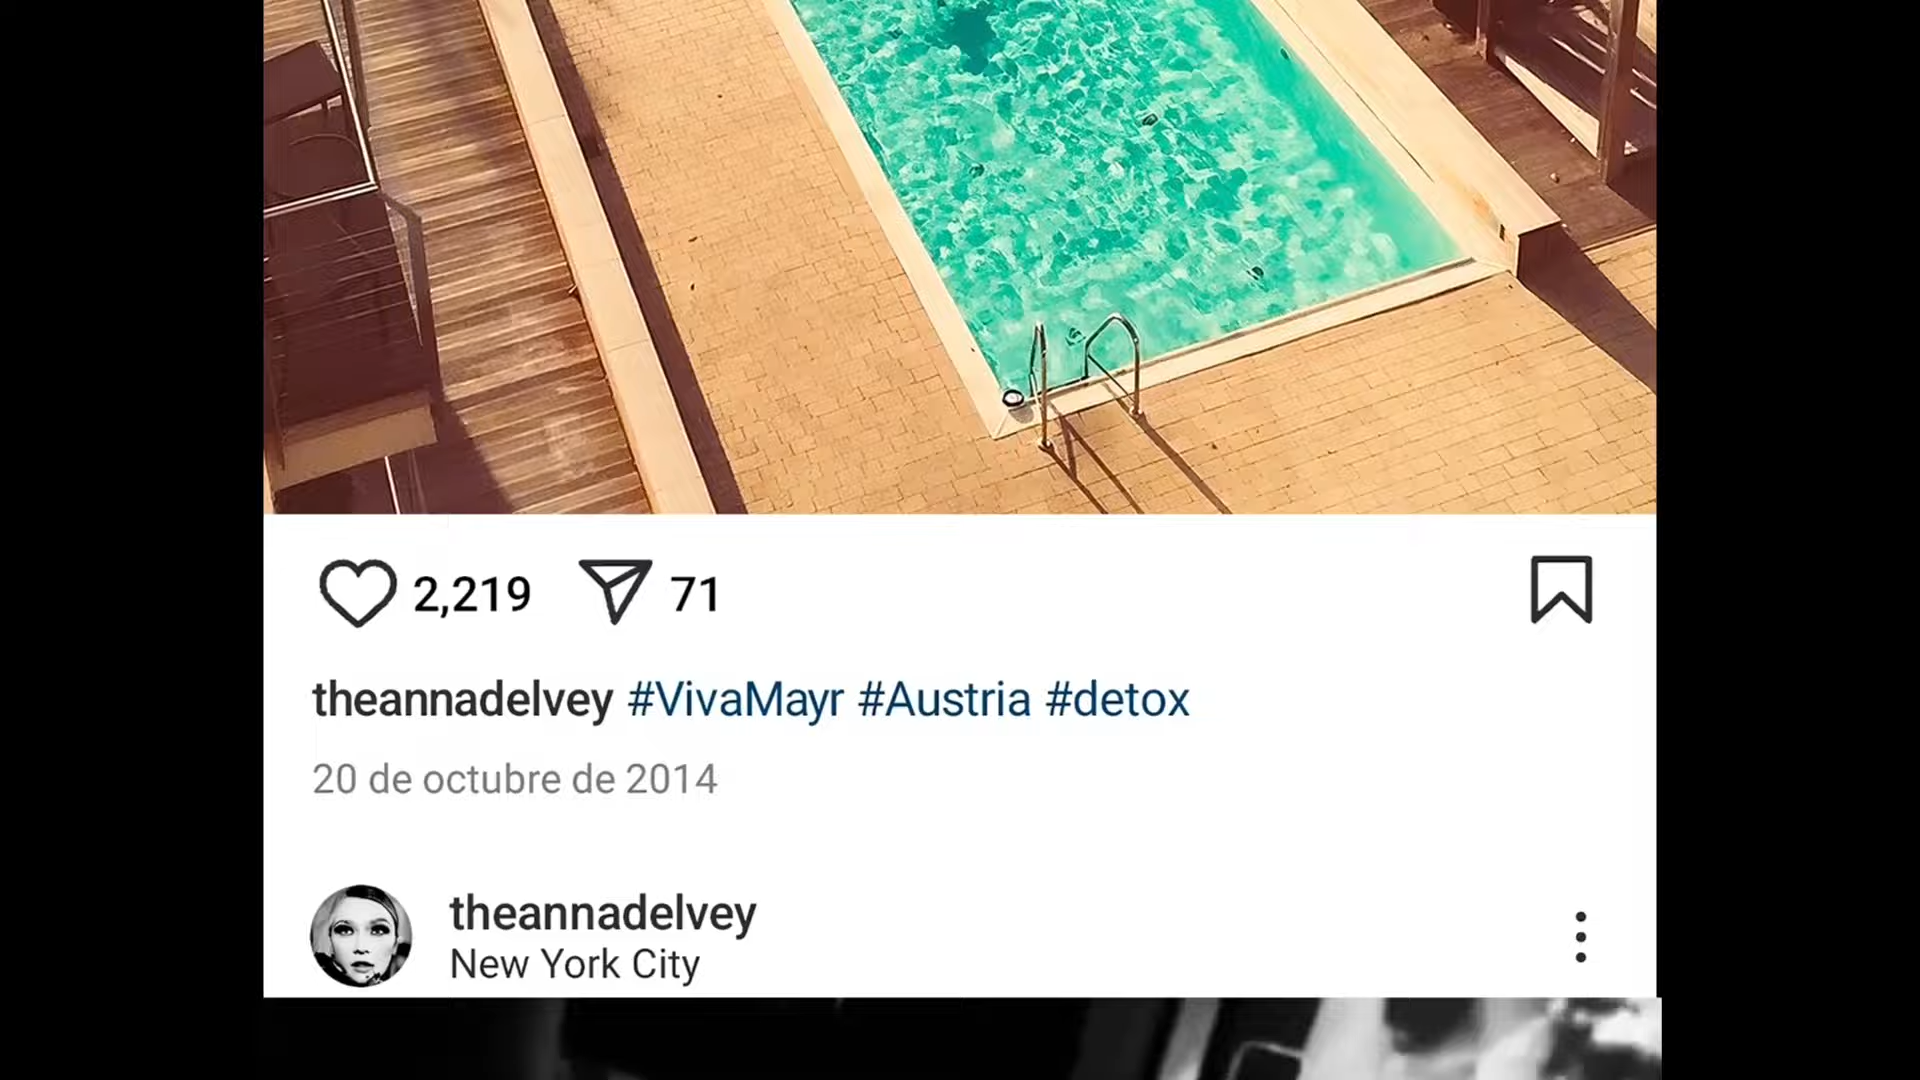 2,219 71
theannadelvey #VivaMayr #Austria #detox
20 de octubre de 2014
theannadelvey
New York City